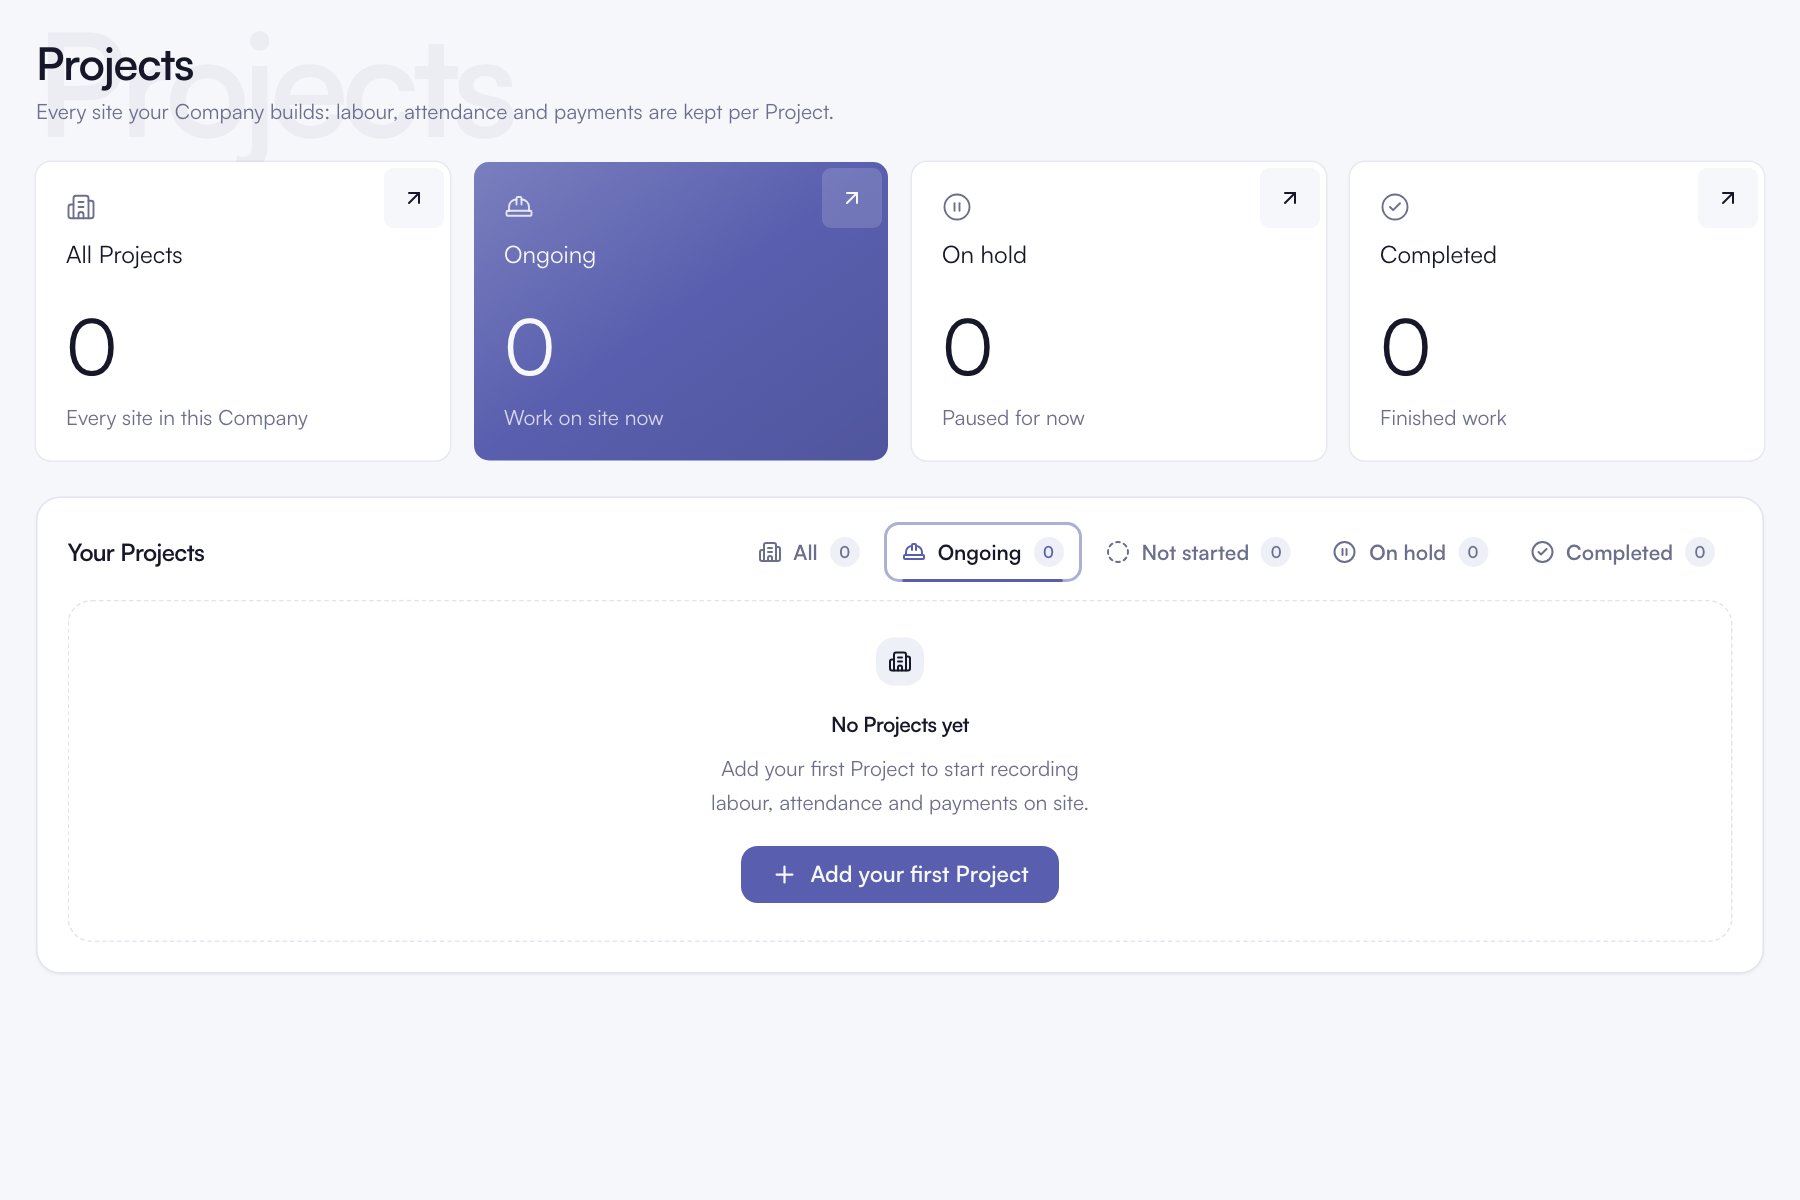 Projects
Projects
Every site your Company builds: labour, attendance and payments are kept per Project.
All Projects
0
Every site in this Company
Ongoing
0
Work on site now
On hold
0
Paused for now
Completed
0
Finished work
Your Projects
All 0
Ongoing 0
Not started 0
On hold 0
Completed 0
No Projects yet
Add your first Project to start recording
labour, attendance and payments on site.
+ Add your first Project